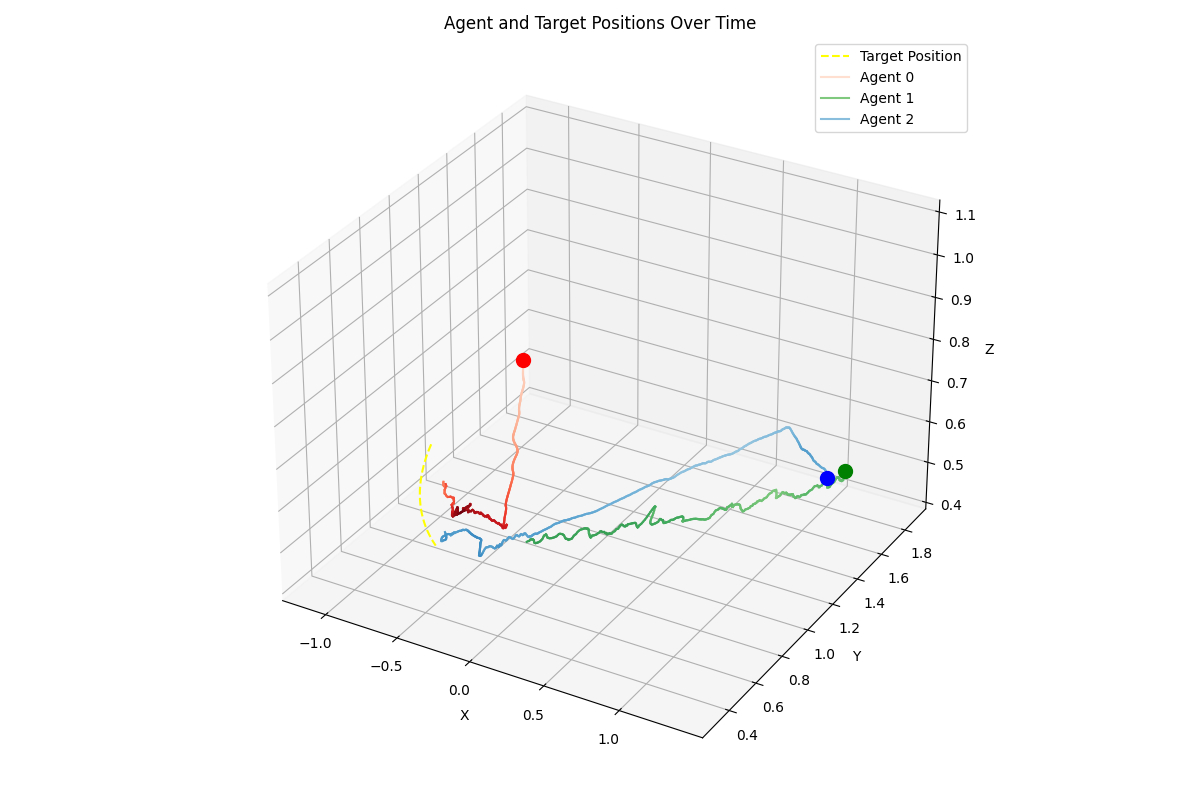 Agent and Target Positions Over Time
Target Position
Agent 0
Agent 1
Agent 2
1.1
1.0
0.9
0.8
0.7
0.6
0.5
0.4
Z
1.8
1.6
1.4
1.2
1.0
0.8
0.6
0.4
Y
−1.0
−0.5
0.0
0.5
1.0
X